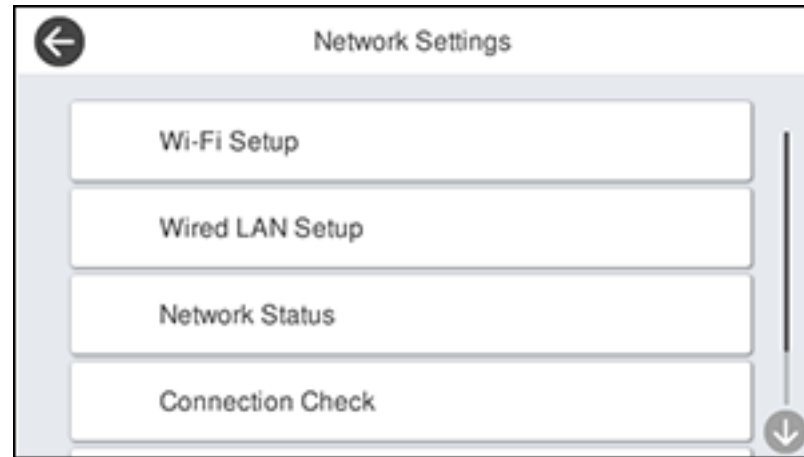 Network Settings
Wi-Fi Setup
Wired LAN Setup
Network Status
Connection Check